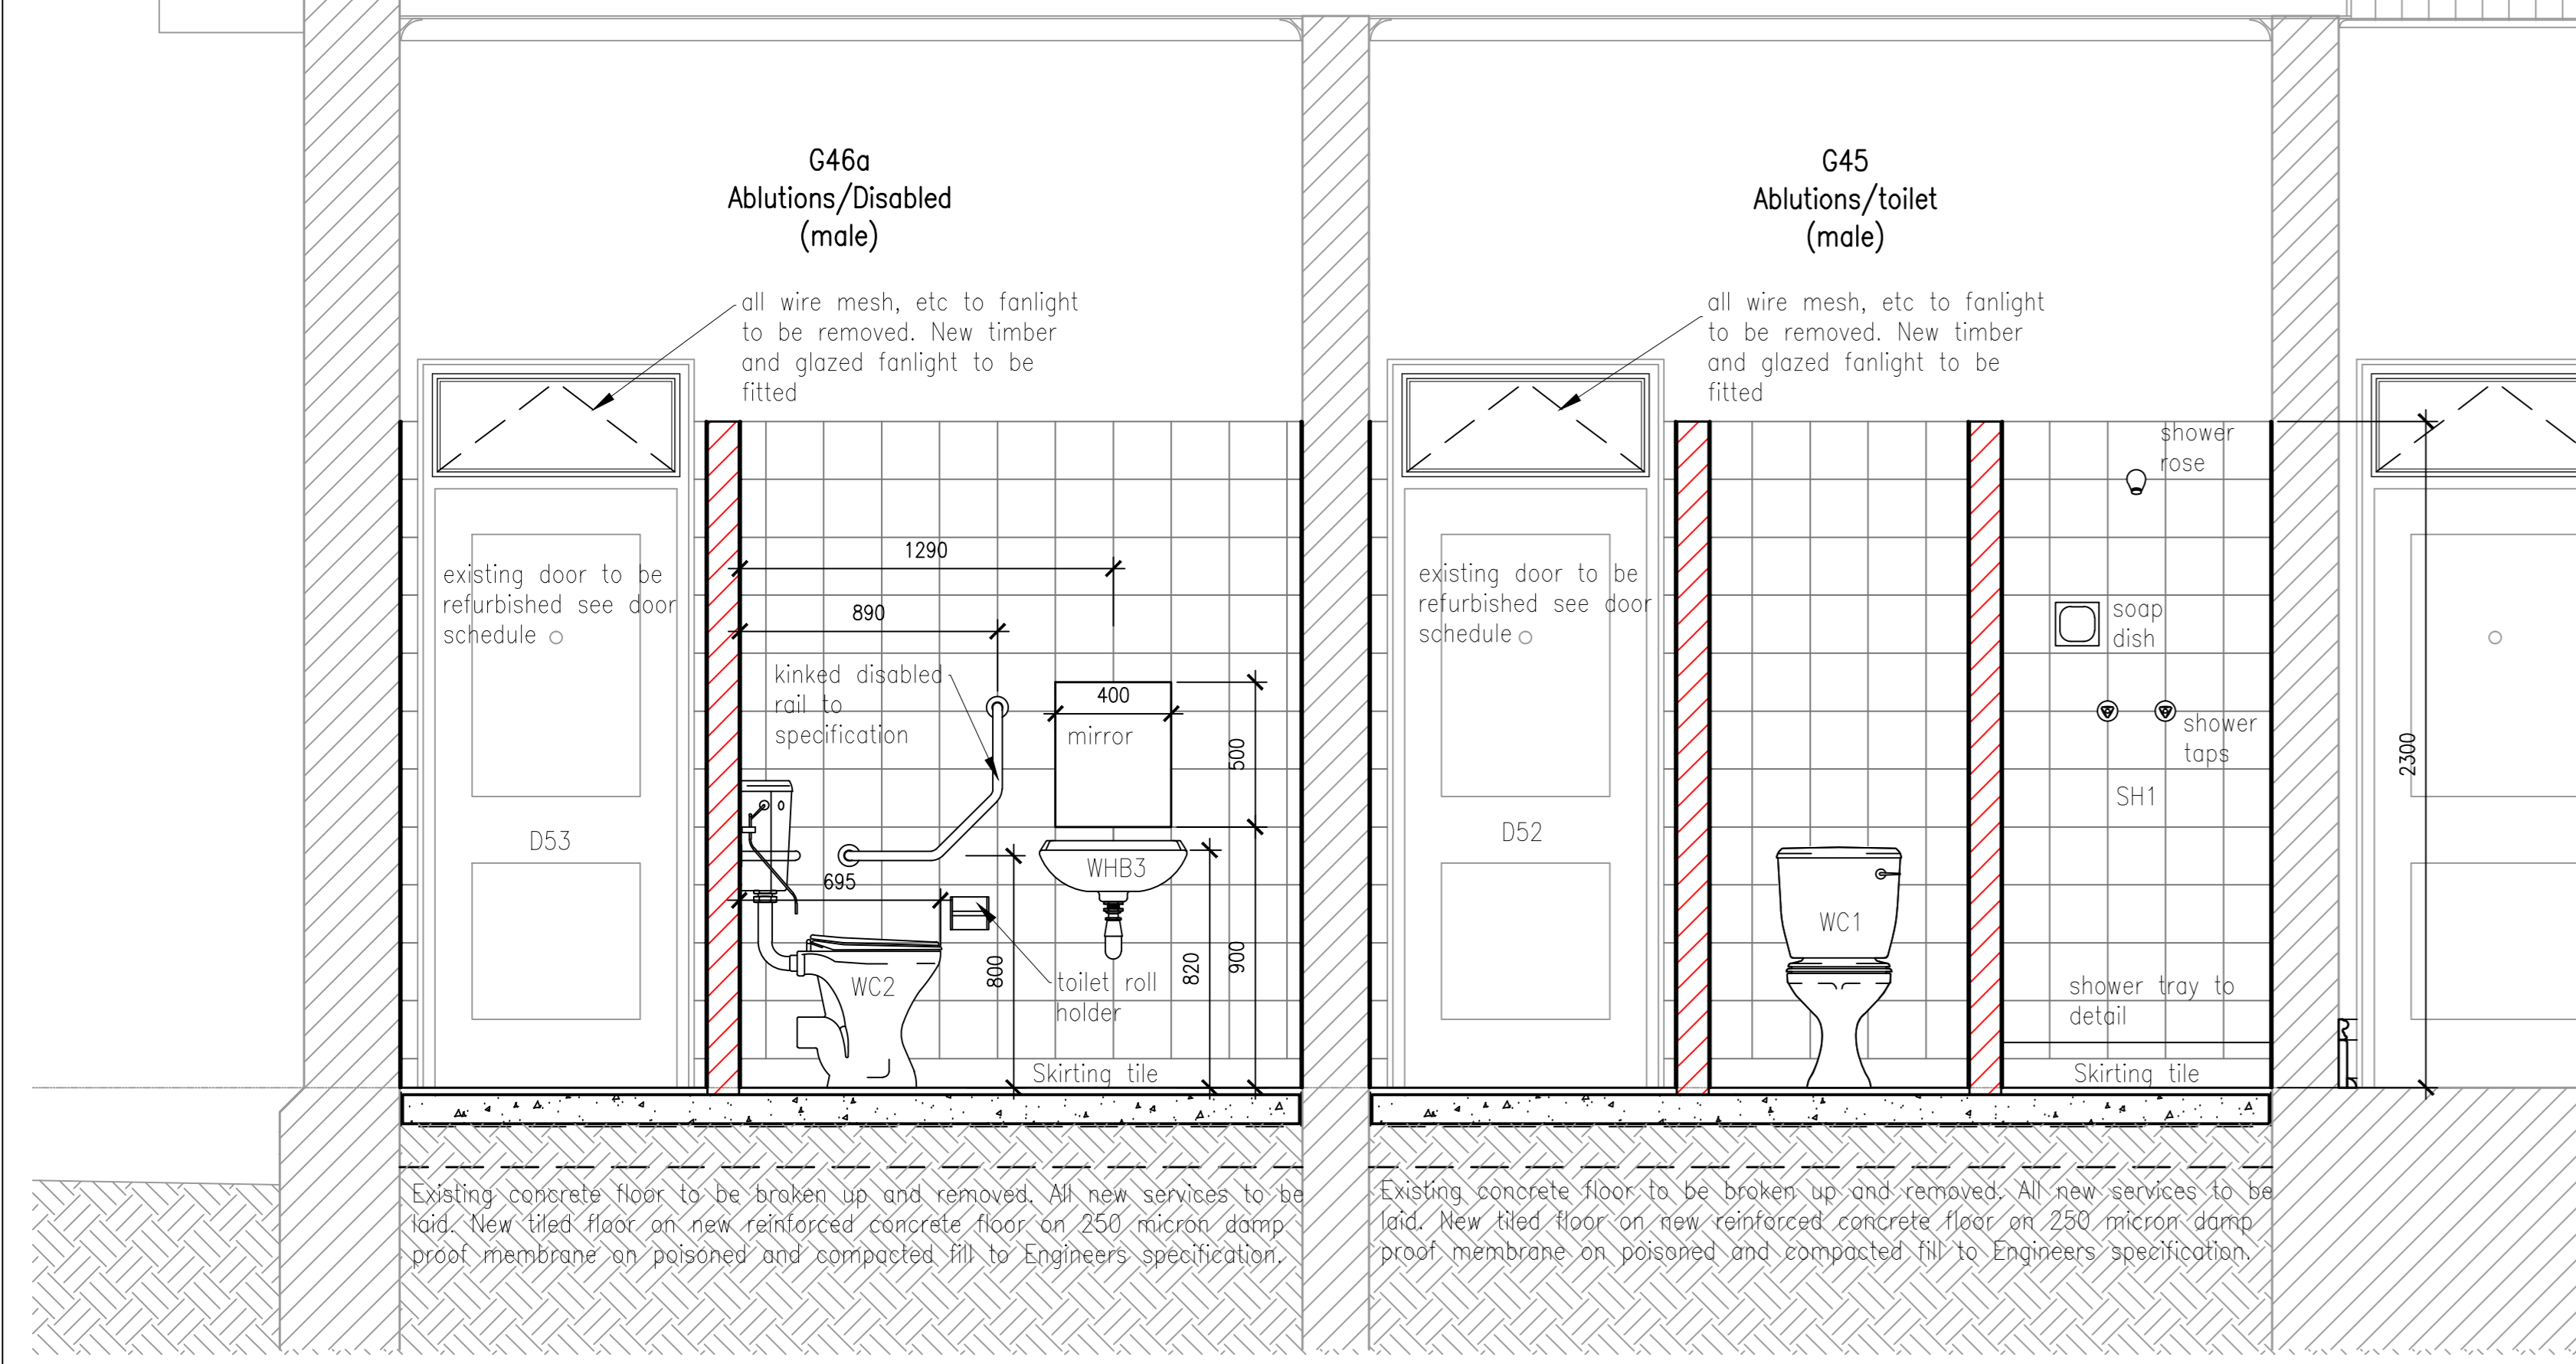 G46a
Ablutions/Disabled
(male)
all wire mesh, etc to fanlight
to be removed. New timber
and glazed fanlight to be
fitted
existing door to be
refurbished see door
schedule
D53
1290
890
kinked disabled
rail to
specification
400
mirror
500
695
WHB3
WC2
800
toilet roll
holder
820
900
Skirting tile
Existing concrete floor to be broken up and removed. All new services to be
laid. New tiled floor on new reinforced concrete floor on 250 micron damp
proof membrane on poisoned and compacted fill to Engineers specification.
G45
Ablutions/toilet
(male)
all wire mesh, etc to fanlight
to be removed. New timber
and glazed fanlight to be
fitted
existing door to be
refurbished see door
schedule
D52
WC1
shower
rose
soap
dish
shower
taps
SH1
shower tray to
detail
Skirting tile
2300
Existing concrete floor to be broken up and removed. All new services to be
laid. New tiled floor on new reinforced concrete floor on 250 micron damp
proof membrane on poisoned and compacted fill to Engineers specification.